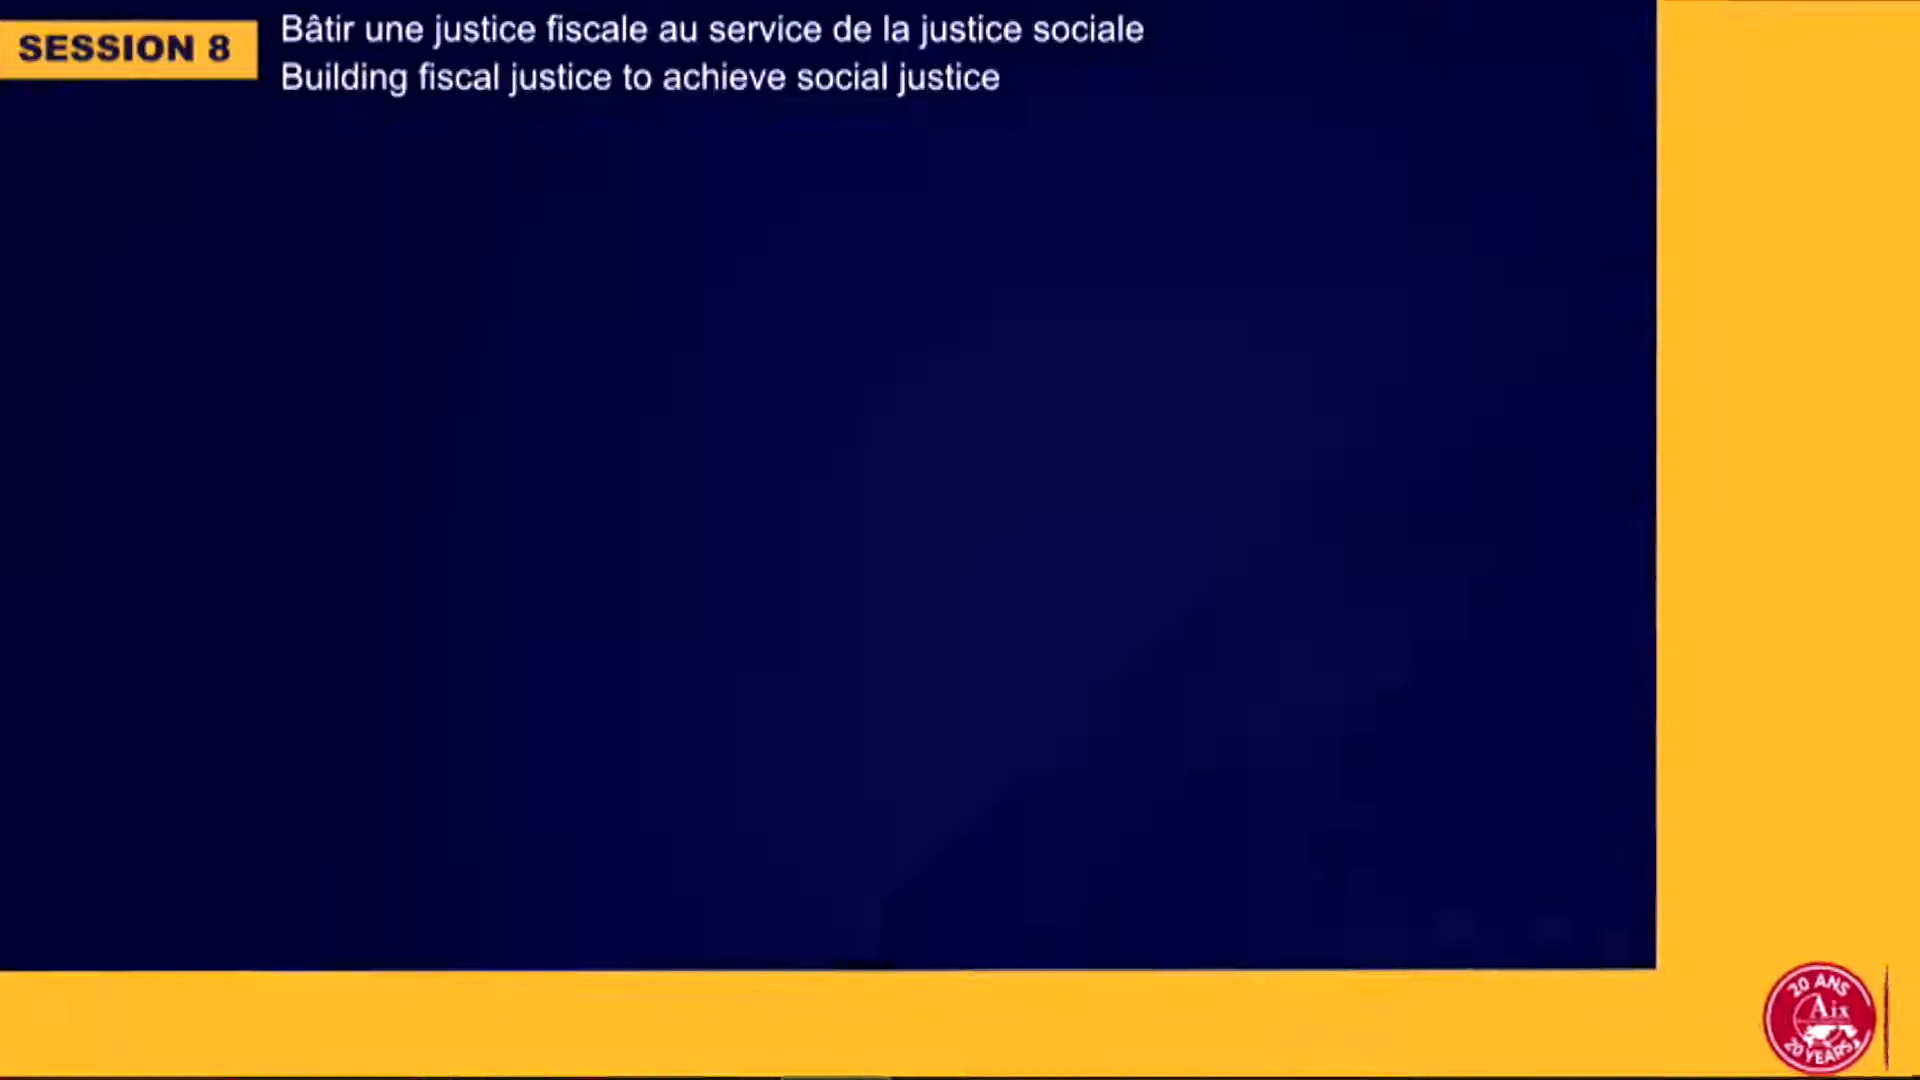 SESSION 8
Bâtir une justice fiscale au service de la justice sociale
Building fiscal justice to achieve social justice
20 ANS
Aix
20 YEARS